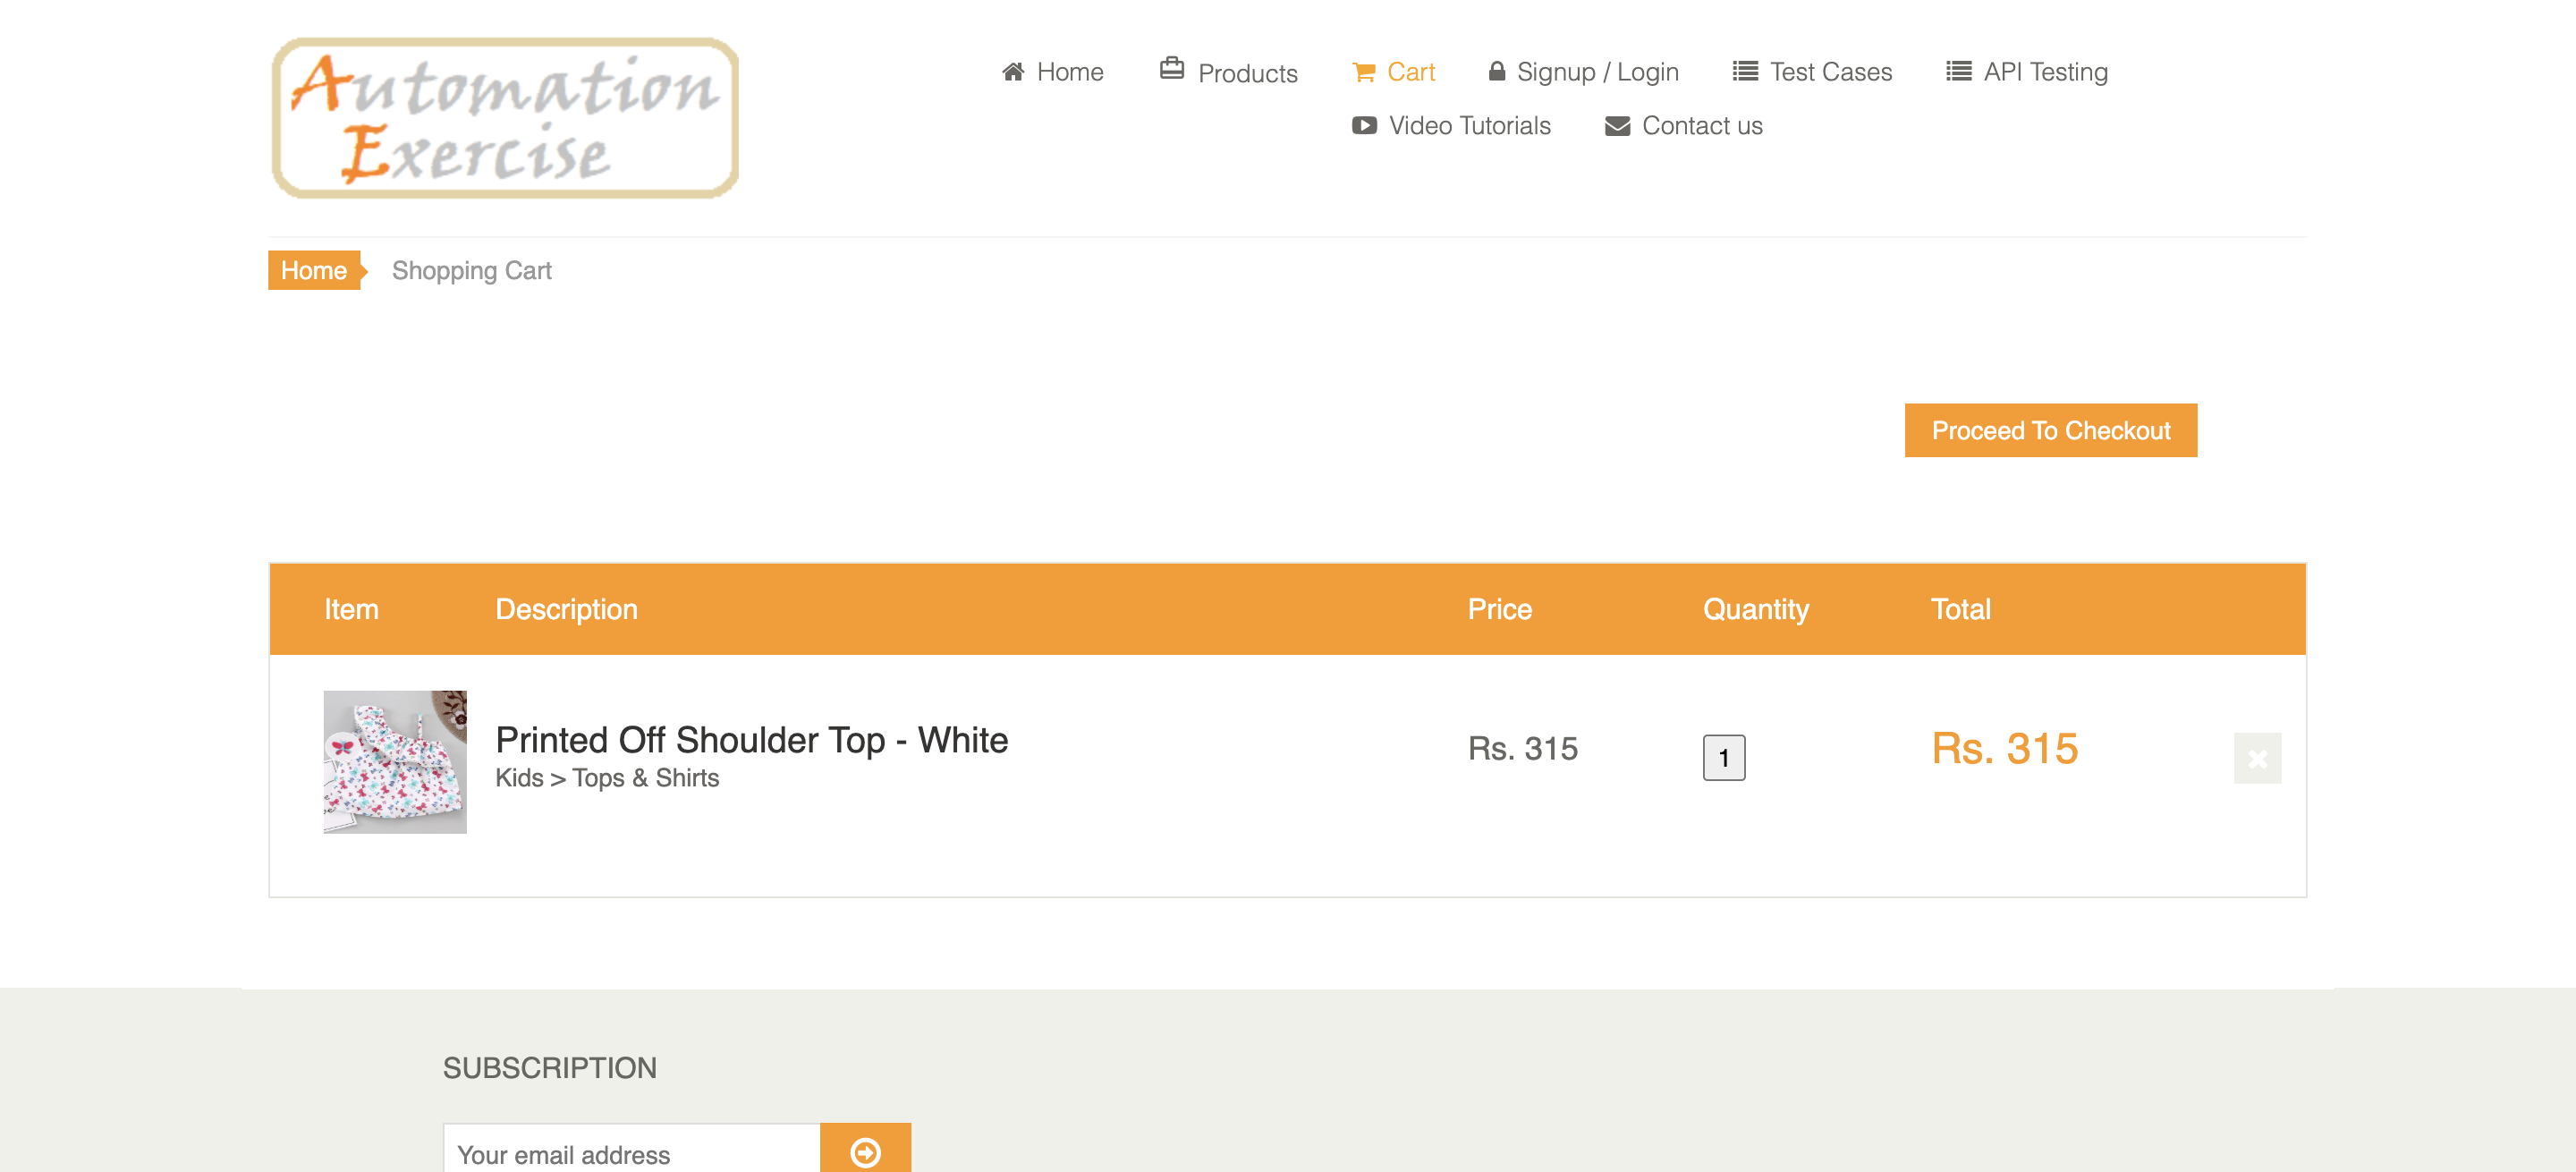 Automation
Exercise
Home
Products
Cart
Signup / Login
Test Cases
API Testing
Video Tutorials
Contact us
Home
Shopping Cart
Proceed To Checkout
Item Description Price Quantity Total
Printed Off Shoulder Top - White
Kids > Tops & Shirts
Rs. 315
1
Rs. 315
SUBSCRIPTION
Your email address